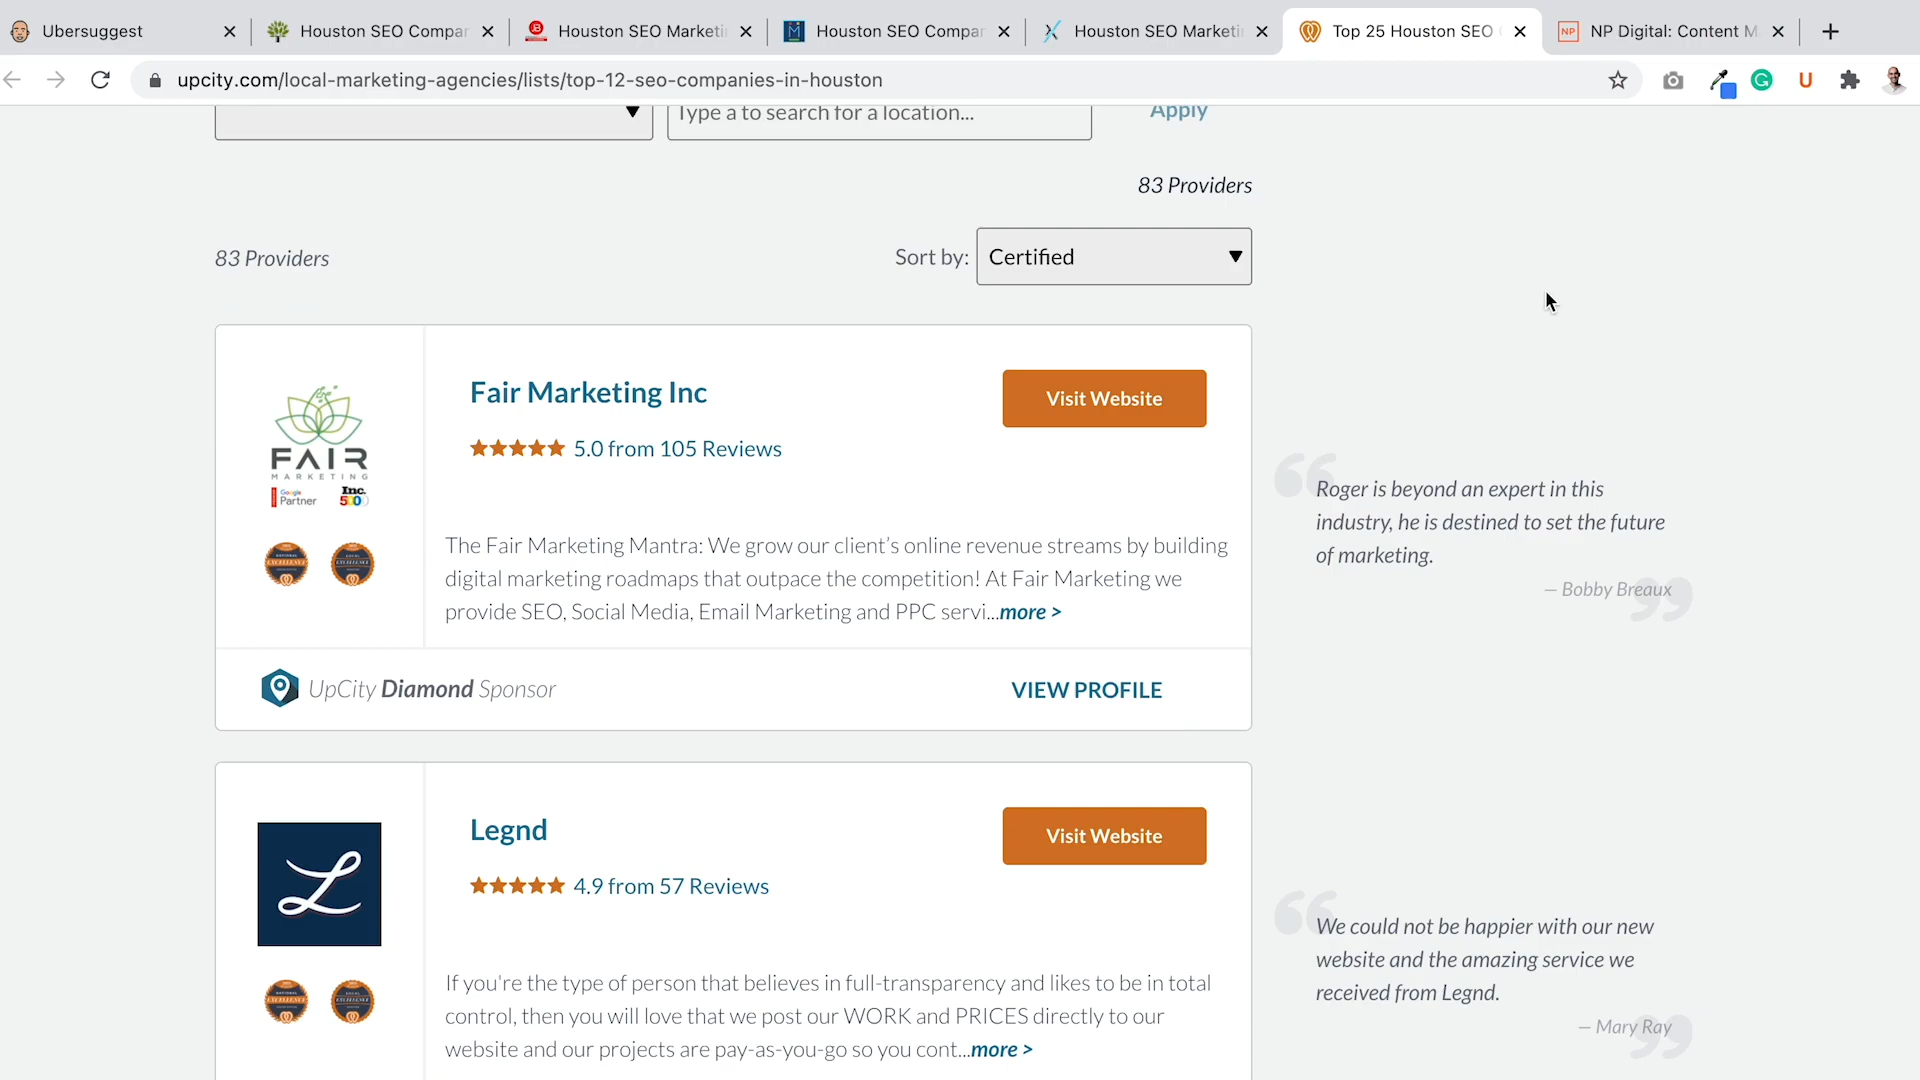 Ubersuggest
Houston SEO Compar
Houston SEO Marketi
Houston SEO Compar
Houston SEO Marketi
Top 25 Houston SEO
NP
NP Digital: Content M
upcity.com/local-marketing-agencies/lists/top-12-seo-companies-in-houston
Type a to search for a location...
Apply
83 Providers
83 Providers
Sort by:
Certified
Fair Marketing Inc
Visit Website
5.0 from 105 Reviews
FAIR
MARKETING
Google Partner
Inc. 500
EXCELLENCE
EXCELLENCE
The Fair Marketing Mantra: We grow our client’s online revenue streams by building
digital marketing roadmaps that outpace the competition! At Fair Marketing we
provide SEO, Social Media, Email Marketing and PPC servi...more >
Roger is beyond an expert in this
industry, he is destined to set the future
of marketing.
— Bobby Breaux
UpCity Diamond Sponsor
VIEW PROFILE
Legnd
Visit Website
4.9 from 57 Reviews
L
EXCELLENCE
EXCELLENCE
If you're the type of person that believes in full-transparency and likes to be in total
control, then you will love that we post our WORK and PRICES directly to our
website and our projects are pay-as-you-go so you cont...more >
We could not be happier with our new
website and the amazing service we
received from Legnd.
— Mary Ray